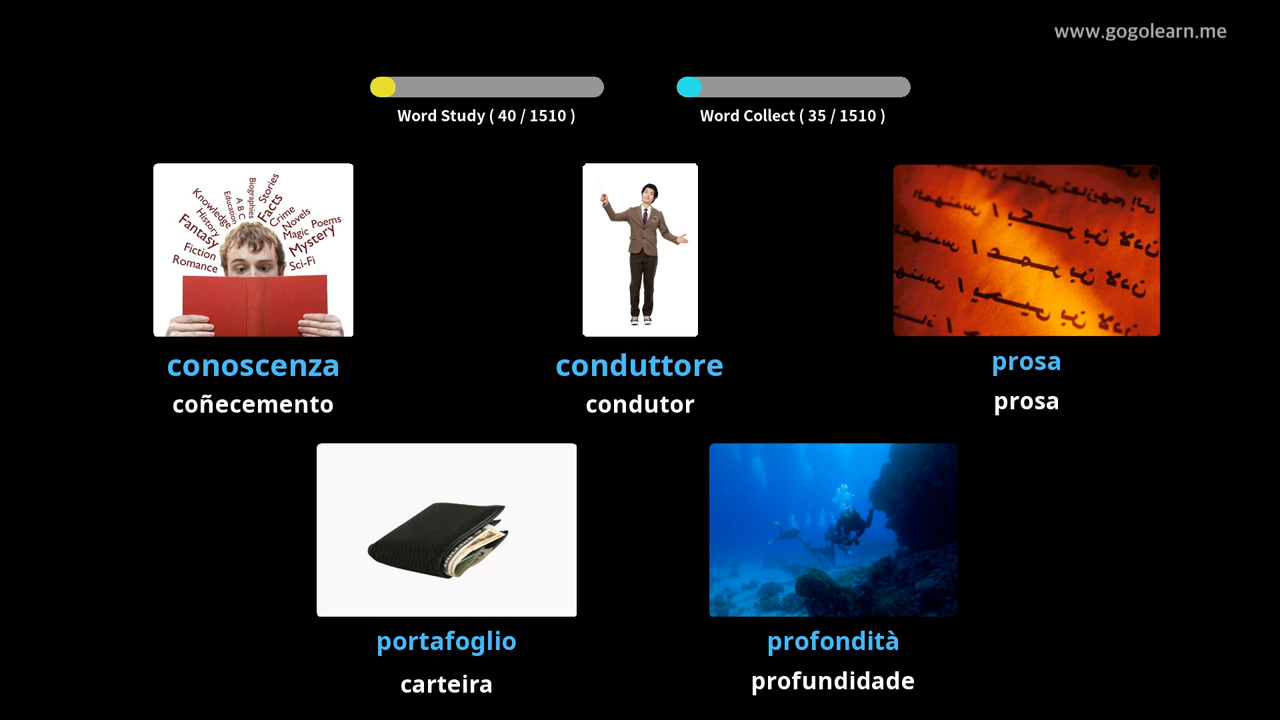 www.gogolearn.me
Word Study ( 40 / 1510 )
Word Collect ( 35 / 1510 )
Knowledge
History
Fantasy
Fiction
Romance
Education
A B C
Biographies
Stories
Facts
Crime
Novels
Magic
Poems
Mystery
Sci-Fi
conoscenza
coñecemento
conduttore
condutor
prosa
prosa
portafoglio
carteira
profondità
profundidade